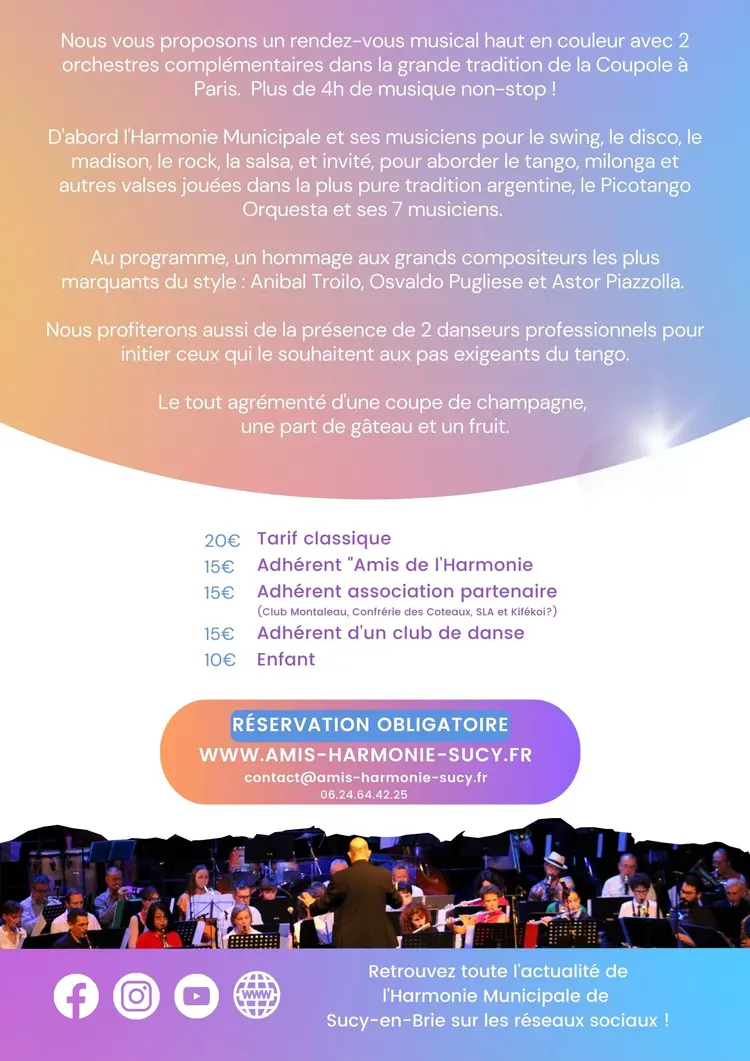 Nous vous proposons un rendez-vous musical haut en couleur avec 2
orchestres complémentaires dans la grande tradition de la Coupole à
Paris. Plus de 4h de musique non-stop !
D'abord l'Harmonie Municipale et ses musiciens pour le swing, le disco, le
madison, le rock, la salsa, et invité, pour aborder le tango, milonga et
autres valses jouées dans la plus pure tradition argentine, le Picotango
Orquesta et ses 7 musiciens.
Au programme, un hommage aux grands compositeurs les plus
marquants du style : Anibal Troilo, Osvaldo Pugliese et Astor Piazzolla.
Nous profiterons aussi de la présence de 2 danseurs professionnels pour
initier ceux qui le souhaitent aux pas exigeants du tango.
Le tout agrémenté d'une coupe de champagne,
une part de gâteau et un fruit.
20€ Tarif classique
15€ Adhérent "Amis de l'Harmonie
15€ Adhérent association partenaire
(Club Montaleau, Confrérie des Coteaux, SLA et Kifékoi?)
15€ Adhérent d'un club de danse
10€ Enfant
RÉSERVATION OBLIGATOIRE
WWW.AMIS-HARMONIE-SUCY.FR
contact@amis-harmonie-sucy.fr
06.24.64.42.25
WWW
Retrouvez toute l'actualité de
l'Harmonie Municipale de
Sucy-en-Brie sur les réseaux sociaux !